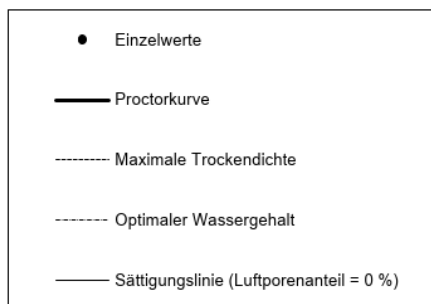 Einzelwerte
Proctorkurve
Maximale Trockendichte
Optimaler Wassergehalt
Sättigungslinie (Luftporenanteil = 0 %)